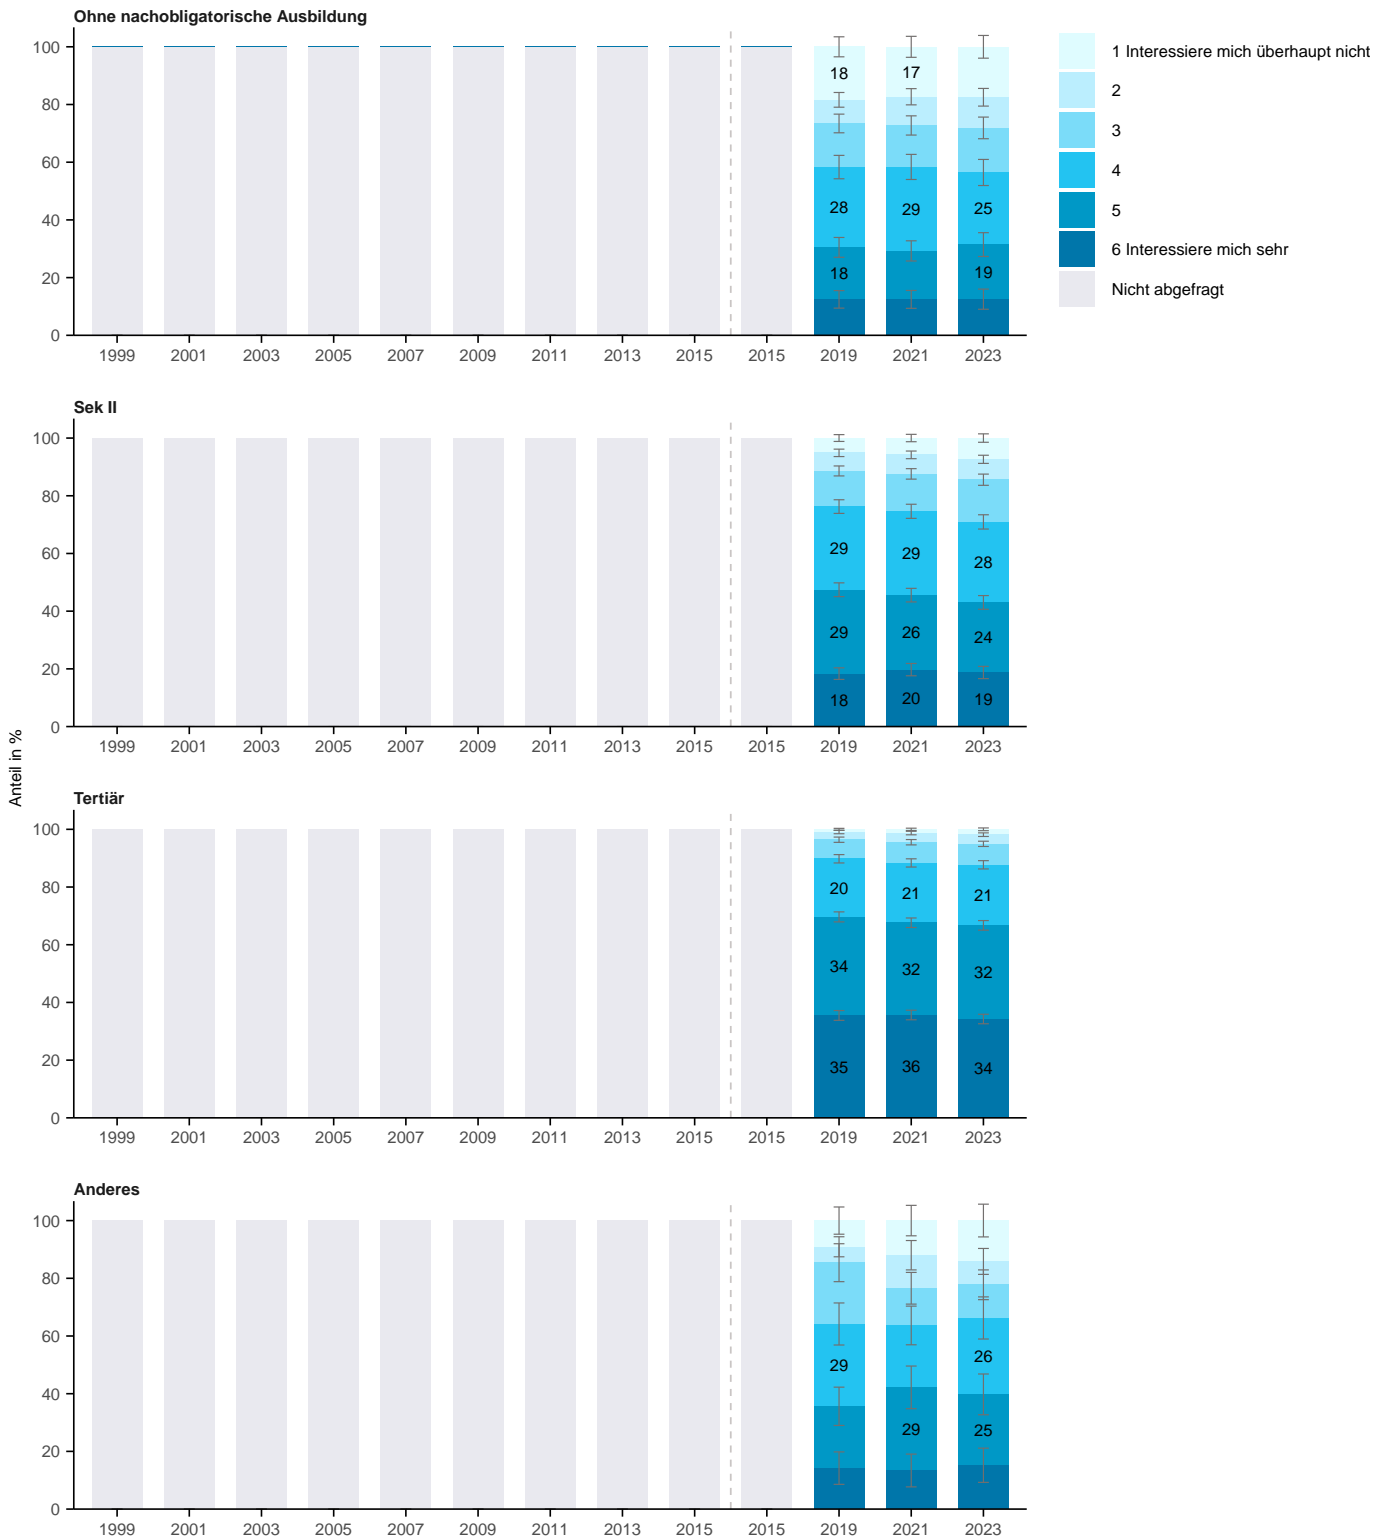 Ohne nachobligatorische Ausbildung
100
80
60
40
20
0
18 17
28 29 25
18 19
1999 2001 2003 2005 2007 2009 2011 2013 2015 2015 2019 2021 2023
1 Interessiere mich überhaupt nicht
2
3
4
5
6 Interessiere mich sehr
Nicht abgefragt
Sek II
100
80
60
40
20
0
29 29 28
29 26 24
18 20 19
1999 2001 2003 2005 2007 2009 2011 2013 2015 2015 2019 2021 2023
Anteil in %
Tertiär
100
80
60
40
20
0
20 21 21
34 32 32
35 36 34
1999 2001 2003 2005 2007 2009 2011 2013 2015 2015 2019 2021 2023
Anderes
100
80
60
40
20
0
29 26
29 25
1999 2001 2003 2005 2007 2009 2011 2013 2015 2015 2019 2021 2023